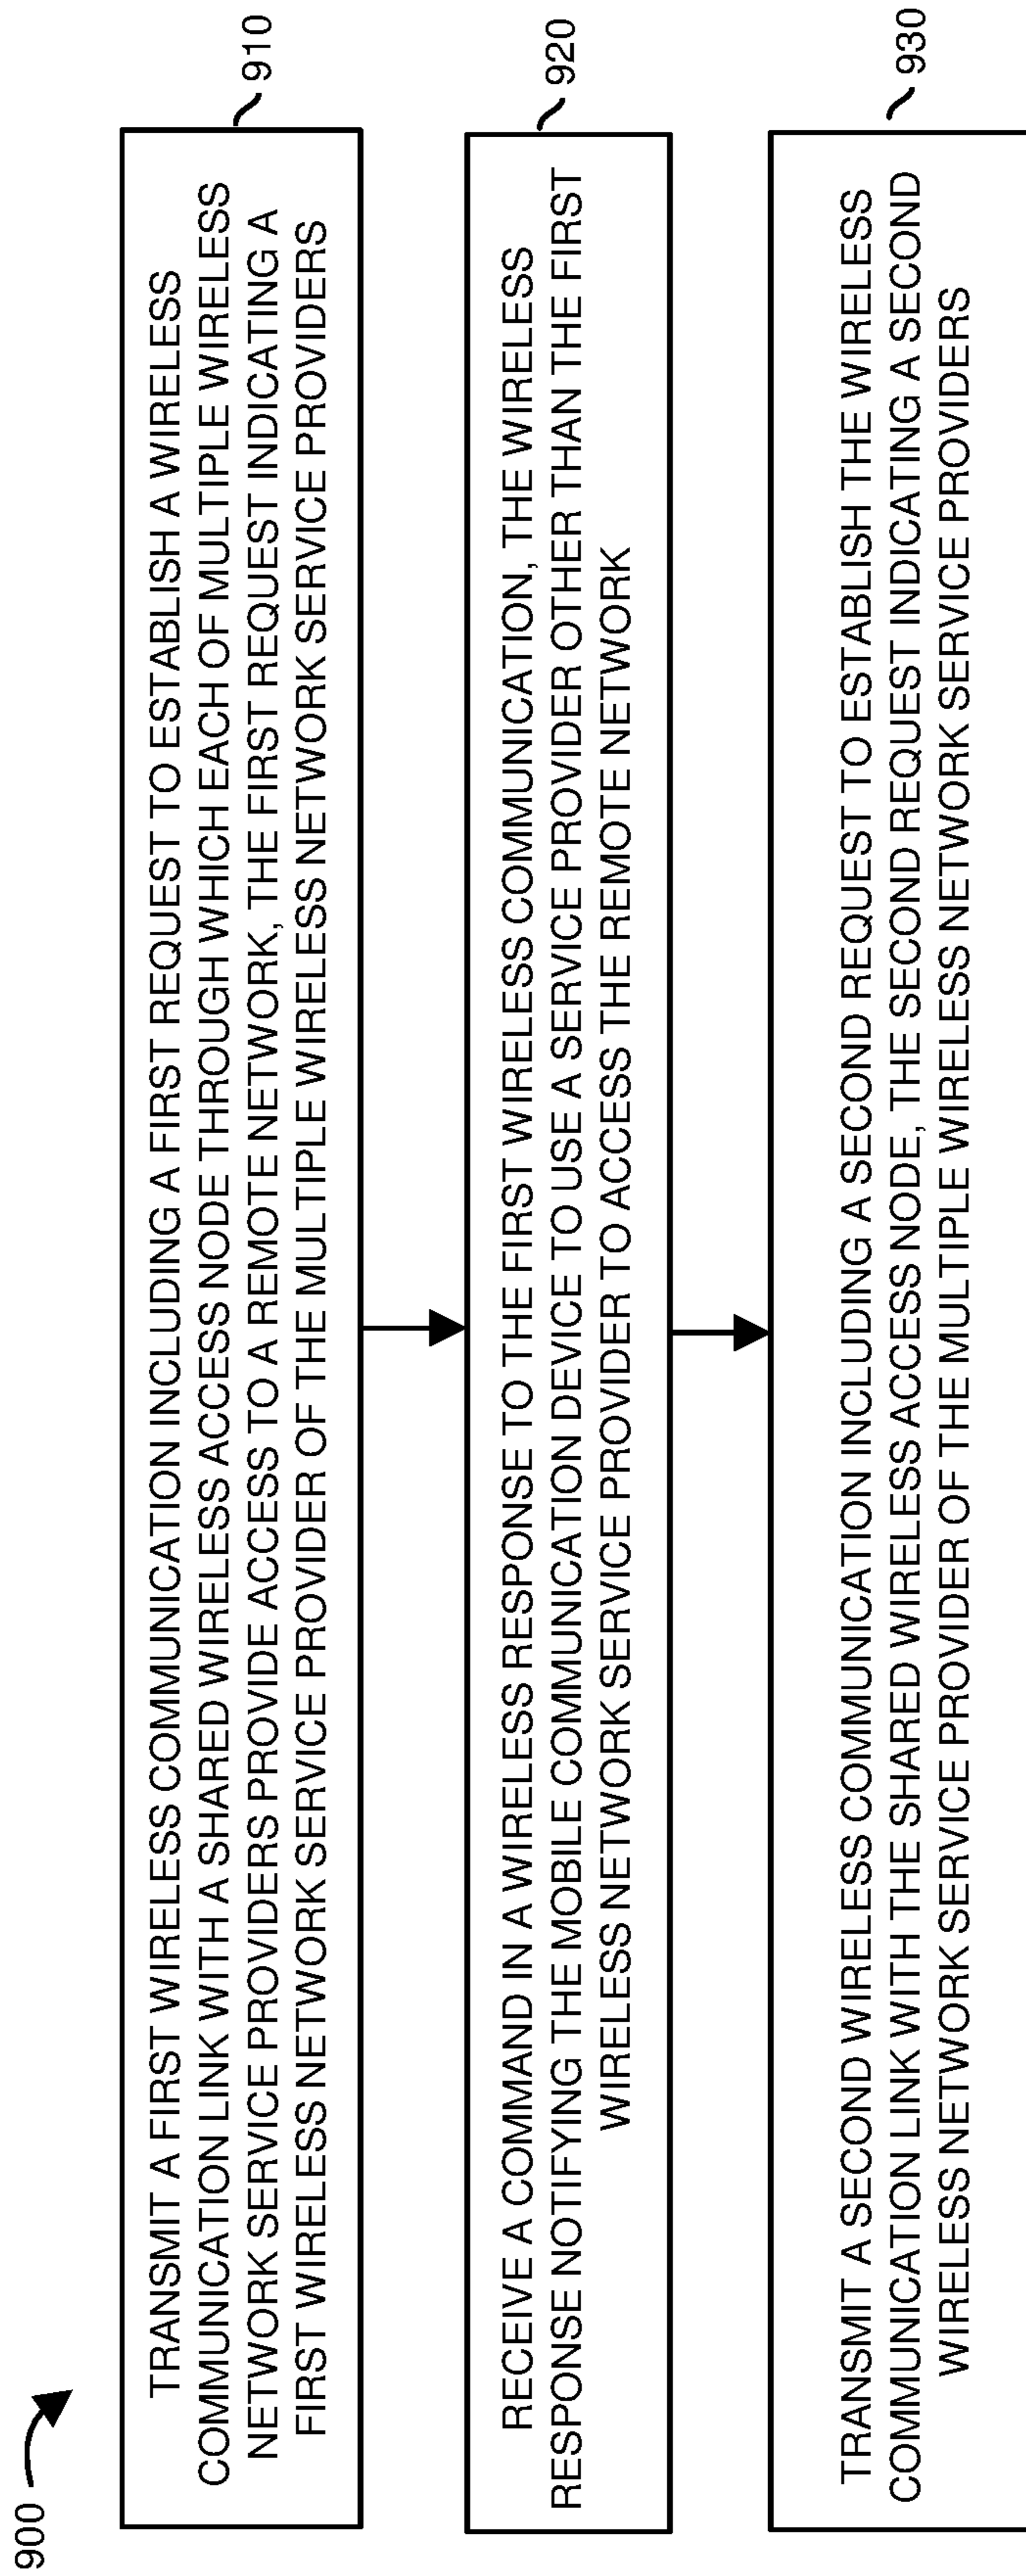 900
TRANSMIT A FIRST WIRELESS COMMUNICATION INCLUDING A FIRST REQUEST TO ESTABLISH A WIRELESS
COMMUNICATION LINK WITH A SHARED WIRELESS ACCESS NODE THROUGH WHICH EACH OF MULTIPLE WIRELESS
NETWORK SERVICE PROVIDERS PROVIDE ACCESS TO A REMOTE NETWORK, THE FIRST REQUEST INDICATING A
FIRST WIRELESS NETWORK SERVICE PROVIDER OF THE MULTIPLE WIRELESS NETWORK SERVICE PROVIDERS
910
RECEIVE A COMMAND IN A WIRELESS RESPONSE TO THE FIRST WIRELESS COMMUNICATION, THE WIRELESS
RESPONSE NOTIFYING THE MOBILE COMMUNICATION DEVICE TO USE A SERVICE PROVIDER OTHER THAN THE FIRST
WIRELESS NETWORK SERVICE PROVIDER TO ACCESS THE REMOTE NETWORK
920
TRANSMIT A SECOND WIRELESS COMMUNICATION INCLUDING A SECOND REQUEST TO ESTABLISH THE WIRELESS
COMMUNICATION LINK WITH THE SHARED WIRELESS ACCESS NODE, THE SECOND REQUEST INDICATING A SECOND
WIRELESS NETWORK SERVICE PROVIDER OF THE MULTIPLE WIRELESS NETWORK SERVICE PROVIDERS
930